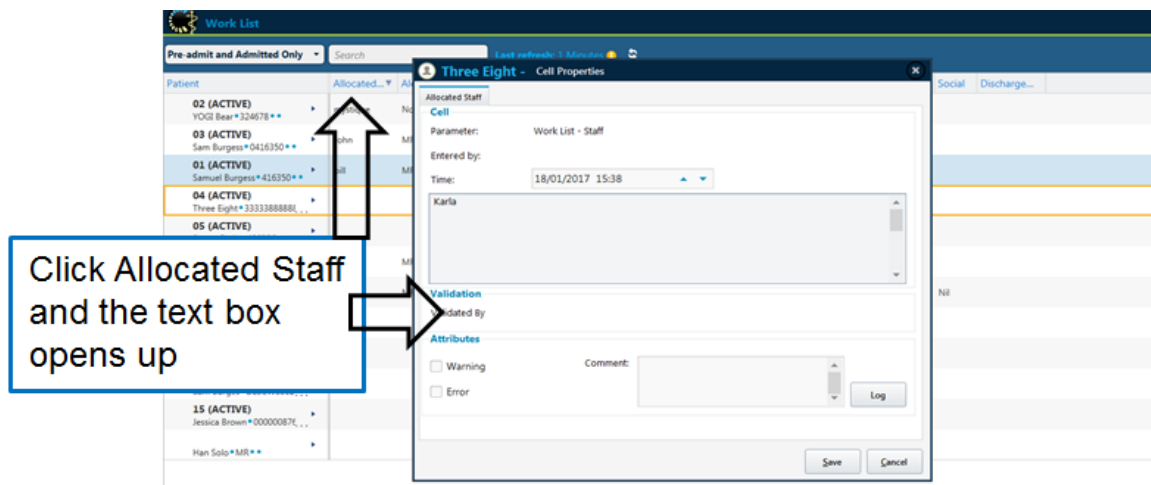 Work List
Pre-admit and Admitted Only Search Last refresh: 1 Minutes
Patient Allocated... Social Discharge...
02 (ACTIVE)
YOGI Bear•324678••
03 (ACTIVE)
Sam Burgess•0416350••
01 (ACTIVE)
Samuel Burgess•416350••
04 (ACTIVE)
Three Eight•333338888...
05 (ACTIVE)
Nil
15 (ACTIVE)
Jessica Brown•00000087...
Han Solo•MR••
Three Eight - Cell Properties
Allocated Staff
Cell
Parameter: Work List - Staff
Entered by:
Time: 18/01/2017 15:38
Karla
Validation
Validated By
Attributes
Warning Comment:
Error
Log
Save Cancel
Click Allocated Staff
and the text box
opens up